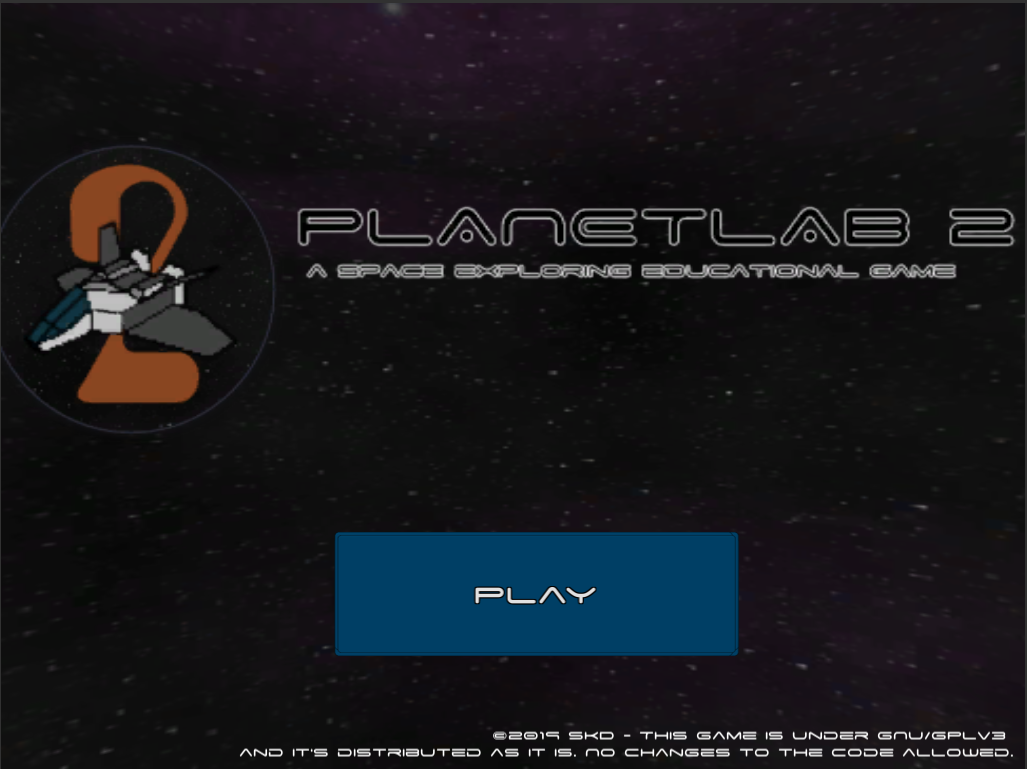 PLANETLAB 2
A SPACE EXPLORING EDUCATIONAL GAME
PLAY
©2019 SKD - THIS GAME IS UNDER GNU/GPLV3
AND IT'S DISTRIBUTED AS IT IS. NO CHANGES TO THE CODE ALLOWED.